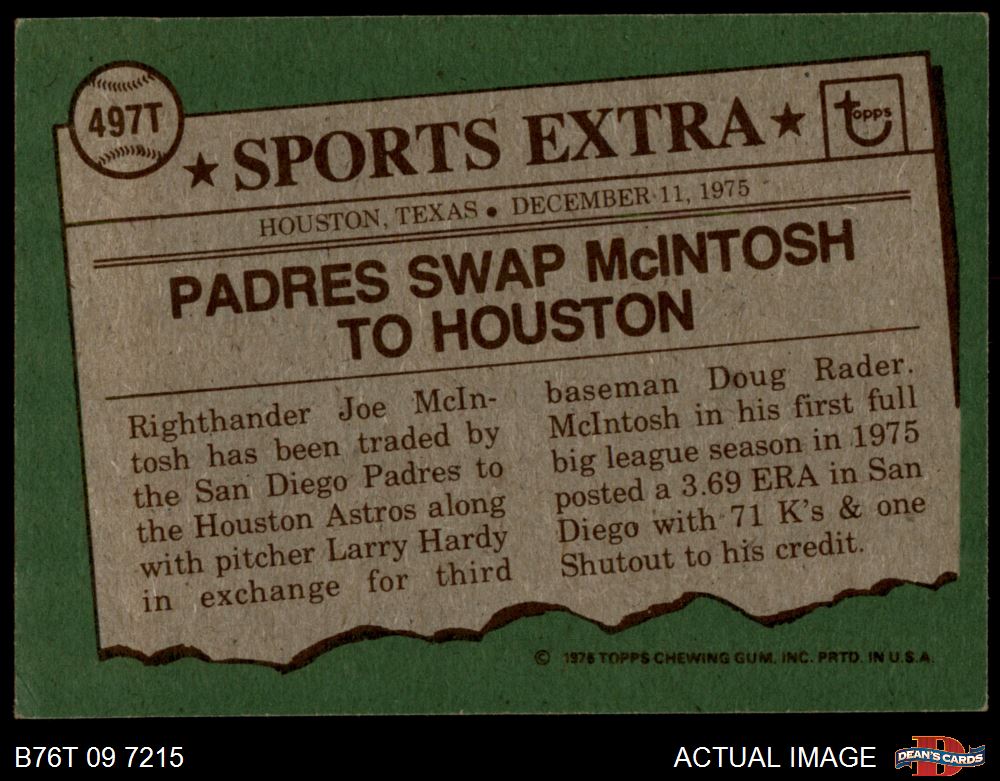 497T
★ SPORTS EXTRA ★
topps
HOUSTON, TEXAS • DECEMBER 11, 1975
PADRES SWAP McINTOSH
TO HOUSTON
Righthander Joe McIn-
tosh has been traded by
the San Diego Padres to
the Houston Astros along
with pitcher Larry Hardy
in exchange for third
baseman Doug Rader.
McIntosh in his first full
big league season in 1975
posted a 3.69 ERA in San
Diego with 71 K's & one
Shutout to his credit.
© 1976 TOPPS CHEWING GUM, INC. PRTD. IN U.S.A.
B76T 09 7215
ACTUAL IMAGE
D
DEAN'S CARDS